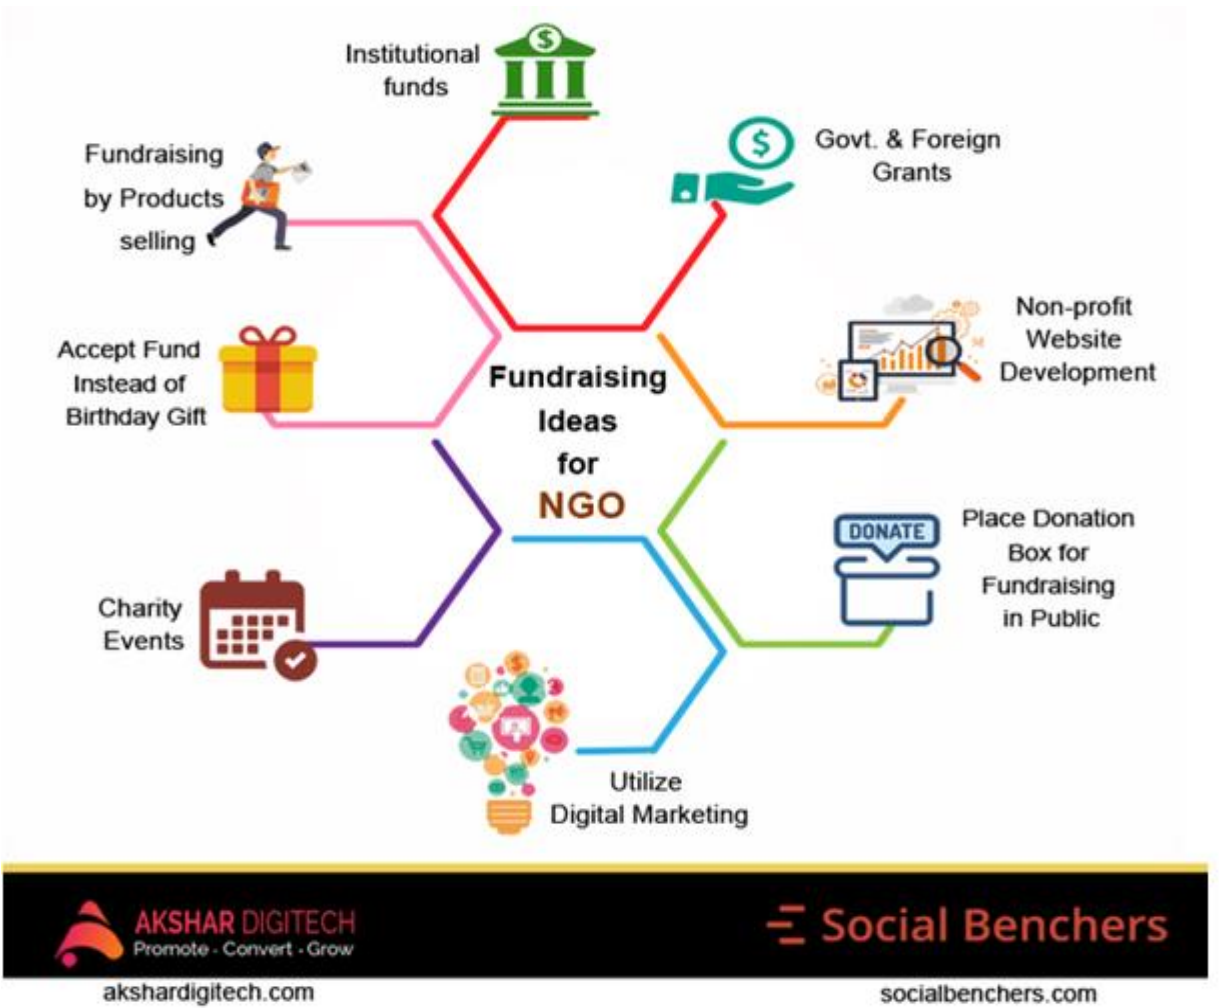 Institutional
funds
Govt. & Foreign
Grants
Fundraising
by Products
selling
Non-profit
Website
Development
Accept Fund
Instead of
Birthday Gift
Fundraising
Ideas
for
NGO
DONATE
Place Donation
Box for
Fundraising
in Public
Charity
Events
Utilize
Digital Marketing
AKSHAR DIGITECH
Promote - Convert - Grow
Social Benchers
akshardigitech.com
socialbenchers.com